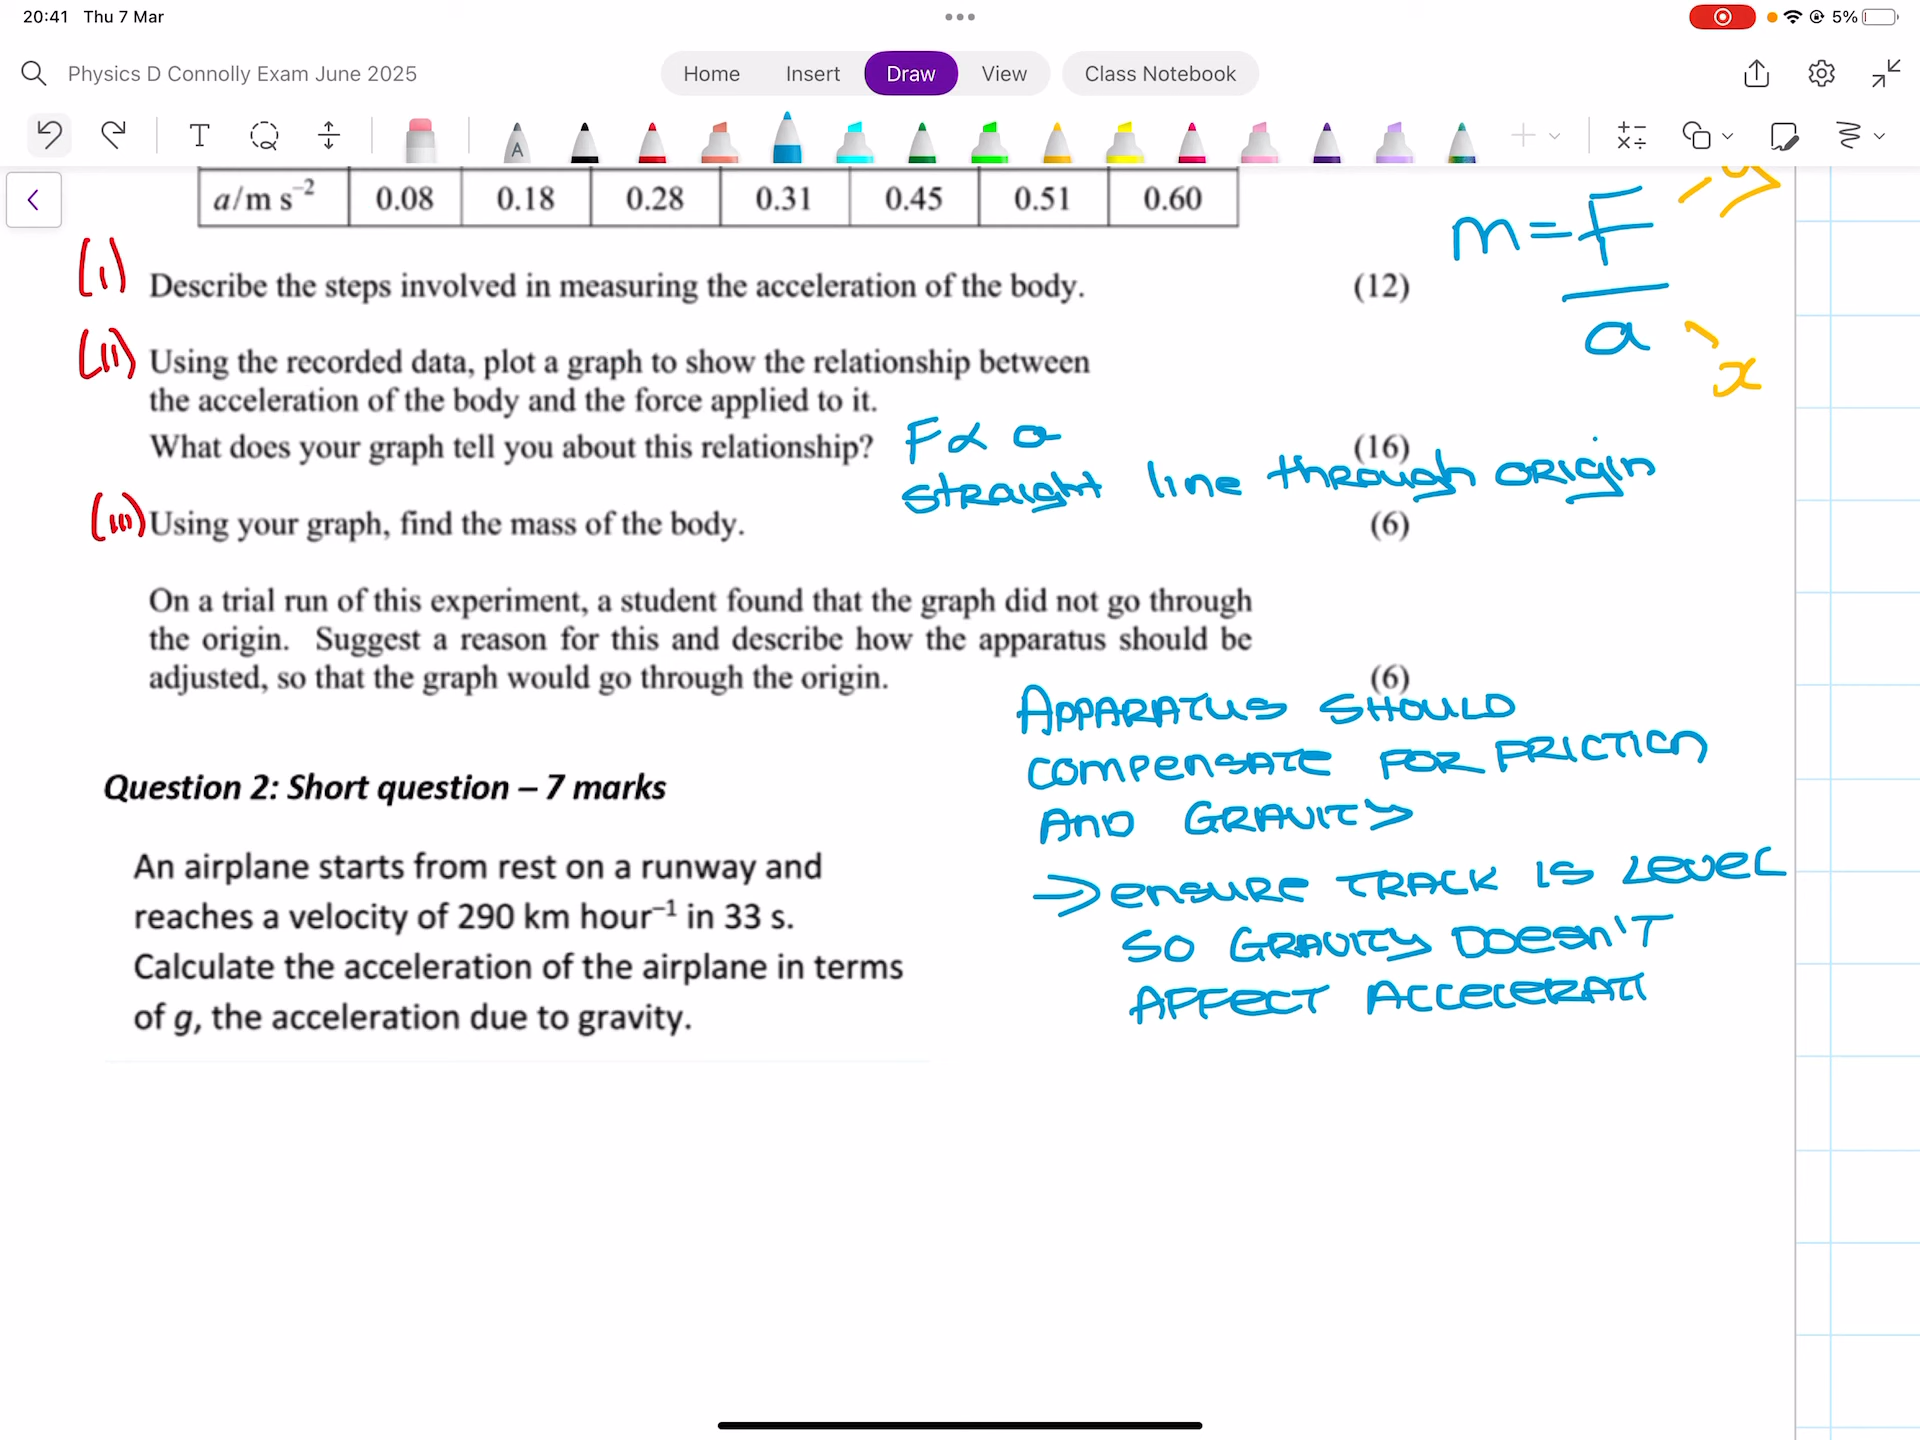 20:41 Thu 7 Mar
5%
Physics D Connolly Exam June 2025
Home Insert Draw View Class Notebook
T A
a/m s⁻² 0.08 0.18 0.28 0.31 0.45 0.51 0.60
m = F
a
x
(i) Describe the steps involved in measuring the acceleration of the body. (12)
(ii) Using the recorded data, plot a graph to show the relationship between
the acceleration of the body and the force applied to it.
What does your graph tell you about this relationship? (16)
F ∝ a
straight line through origin
(iii) Using your graph, find the mass of the body. (6)
On a trial run of this experiment, a student found that the graph did not go through
the origin. Suggest a reason for this and describe how the apparatus should be
adjusted, so that the graph would go through the origin. (6)
APPARATUS SHOULD
COMPENSATE FOR FRICTION
AND GRAVITY
→ ENSURE TRACK IS LEVEL
SO GRAVITY DOESN'T
AFFECT ACCELERATI
Question 2: Short question – 7 marks
An airplane starts from rest on a runway and
reaches a velocity of 290 km hour⁻¹ in 33 s.
Calculate the acceleration of the airplane in terms
of g, the acceleration due to gravity.